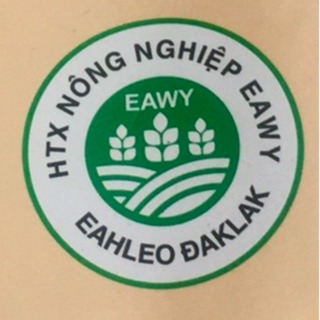 HTX NÔNG NGHIỆP EAWY
EAWY
EAHLEO ĐAKLAK